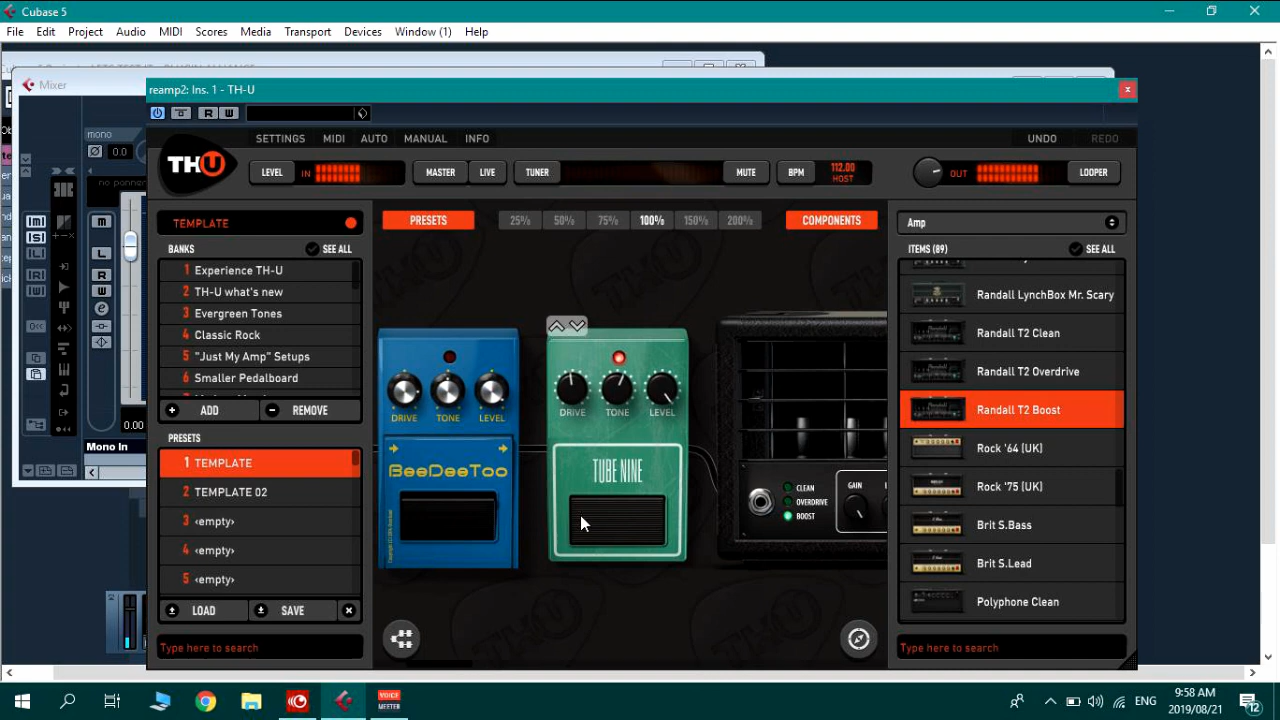 Cubase 5
File Edit Project Audio MIDI Scores Media Transport Devices Window (1) Help
Mixer
reamp2: Ins. 1 - TH-U
R W
mono
0.0
SETTINGS MIDI AUTO MANUAL INFO UNDO REDO
THU
LEVEL IN MASTER LIVE TUNER MUTE BPM 112.00 HOST OUT LOOPER
TEMPLATE
PRESETS 25% 50% 75% 100% 150% 200% COMPONENTS
Amp
BANKS SEE ALL
ITEMS (89) SEE ALL
1 Experience TH-U
2 TH-U what's new
3 Evergreen Tones
4 Classic Rock
5 "Just My Amp" Setups
6 Smaller Pedalboard
ADD REMOVE
PRESETS
1 TEMPLATE
2 TEMPLATE 02
3 <empty>
4 <empty>
5 <empty>
LOAD SAVE
Type here to search
DRIVE TONE LEVEL
BeeDeeToo
DRIVE TONE LEVEL
TUBE NINE
CLEAN
OVERDRIVE
BOOST
GAIN
Randall LynchBox Mr. Scary
Randall T2 Clean
Randall T2 Overdrive
Randall T2 Boost
Rock '64 (UK)
Rock '75 (UK)
Brit S.Bass
Brit S.Lead
Polyphone Clean
Type here to search
m
S
L
R
W
m
L
R
W
e
0.00
Mono In
VOICE MEETER
ENG
9:58 AM
2019/08/21
12